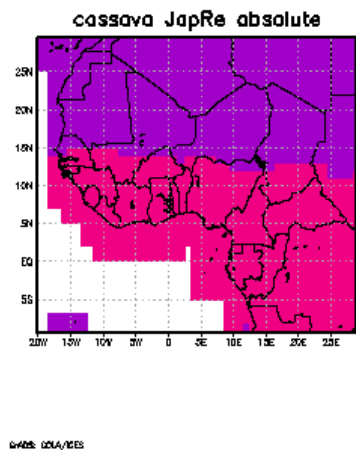 cassava JapRe absolute
25N
20N
15N
10N
5N
EQ
5S
20W 15W 10W 5W 0 5E 10E 15E 20E 25E
GrADS: COLA/IGES